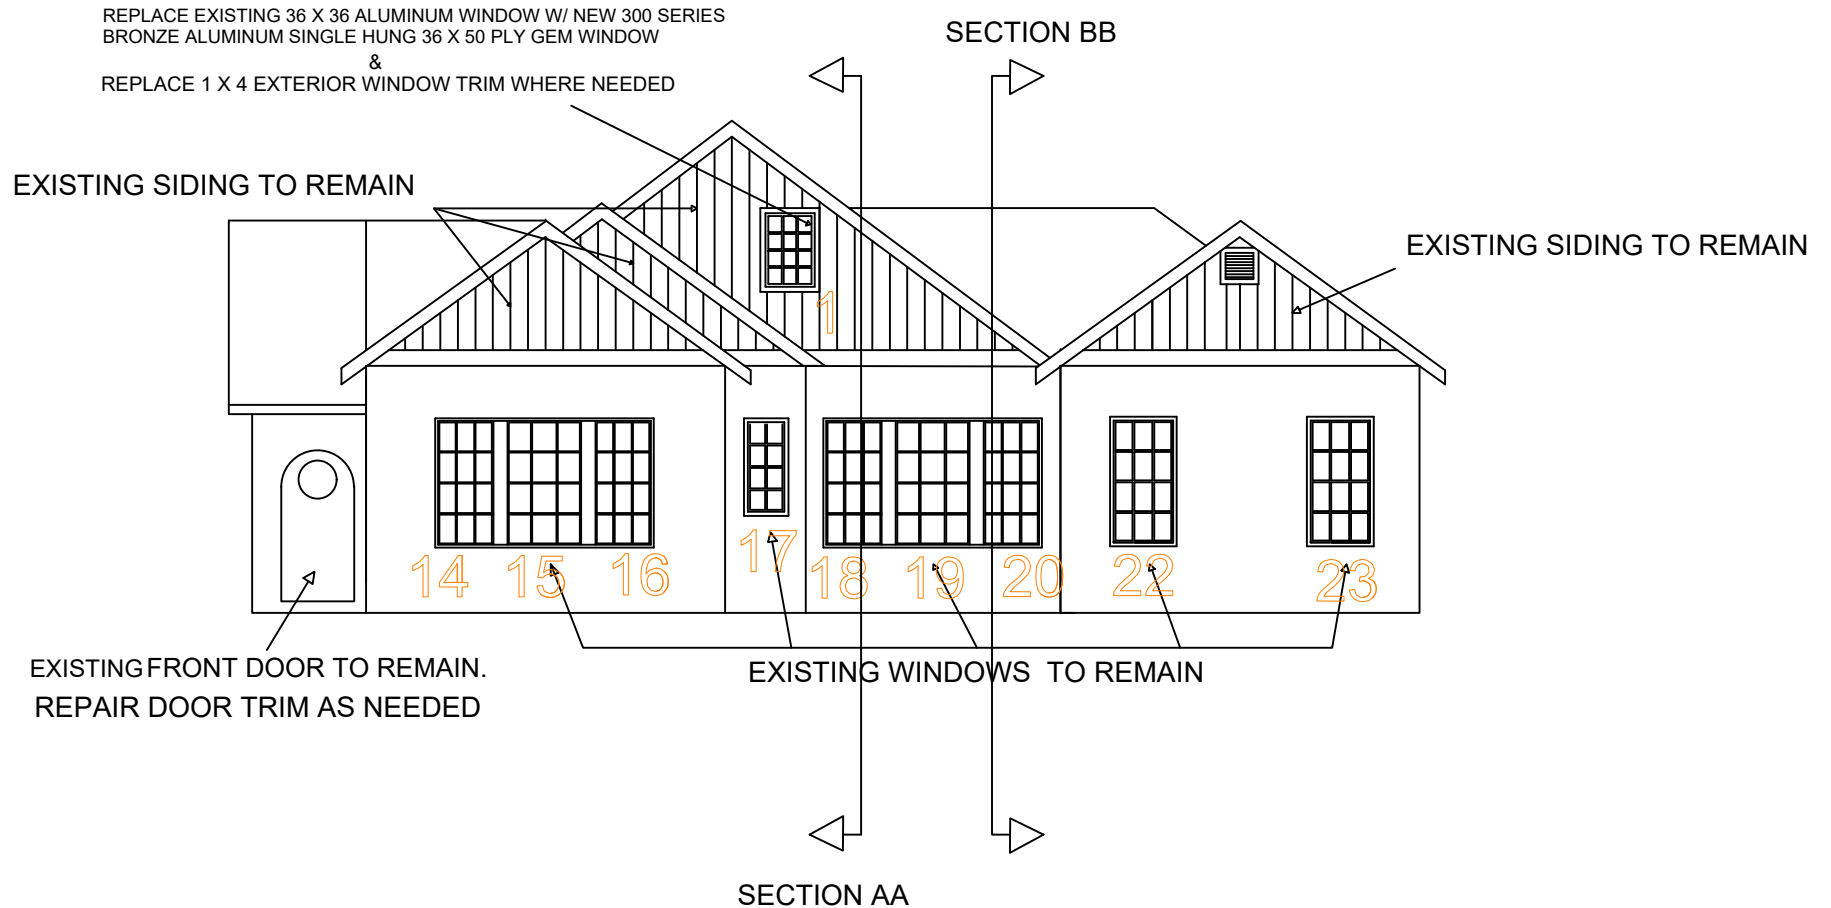 REPLACE EXISTING 36 X 36 ALUMINUM WINDOW W/ NEW 300 SERIES
BRONZE ALUMINUM SINGLE HUNG 36 X 50 PLY GEM WINDOW
&
REPLACE 1 X 4 EXTERIOR WINDOW TRIM WHERE NEEDED
SECTION BB
EXISTING SIDING TO REMAIN
EXISTING SIDING TO REMAIN
1
14 15 16 17 18 19 20 22 23
EXISTING FRONT DOOR TO REMAIN.
REPAIR DOOR TRIM AS NEEDED
EXISTING WINDOWS TO REMAIN
SECTION AA